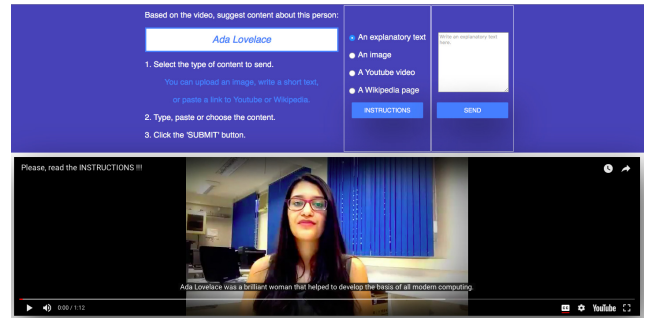 Based on the video, suggest content about this person:
Ada Lovelace
1. Select the type of content to send.
You can upload an image, write a short text,
or paste a link to Youtube or Wikipedia.
2. Type, paste or choose the content.
3. Click the 'SUBMIT' button.
An explanatory text
An image
A Youtube video
A Wikipedia page
INSTRUCTIONS
Write an explanatory text
here.
SEND
Please, read the INSTRUCTIONS !!!
Ada Lovelace was a brilliant woman that helped to develop the basis of all modern computing.
0:00 / 1:12
YouTube